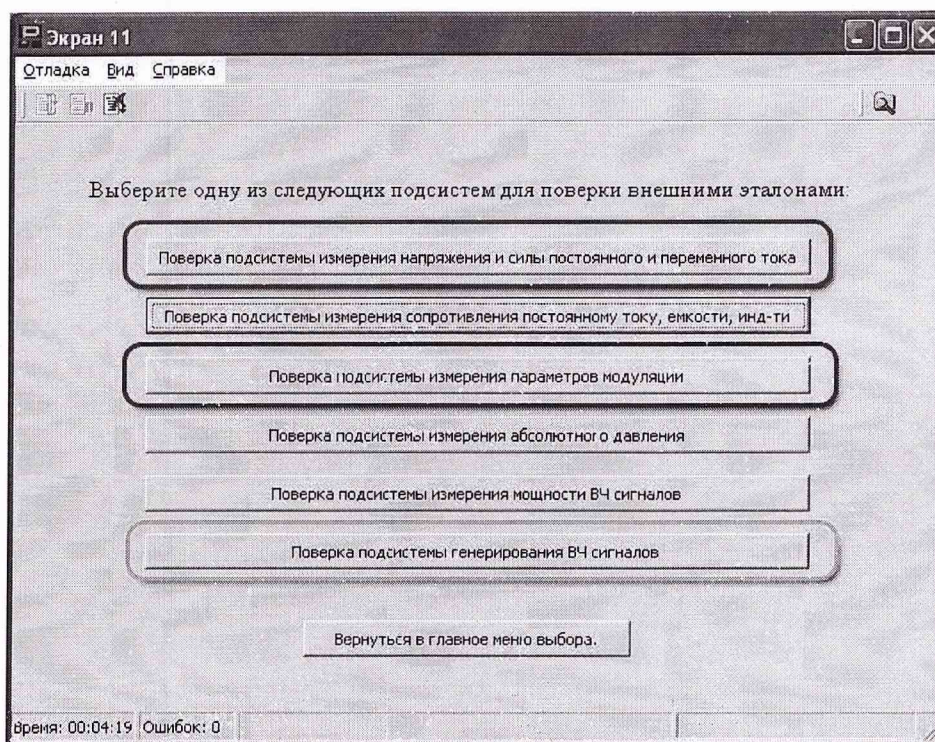 Экран 11
Отладка Вид Справка
Выберите одну из следующих подсистем для поверки внешними эталонами:
Поверка подсистемы измерения напряжения и силы постоянного и переменного тока
Поверка подсистемы измерения сопротивления постоянному току, емкости, инд-ти
Поверка подсистемы измерения параметров модуляции
Поверка подсистемы измерения абсолютного давления
Поверка подсистемы измерения мощности ВЧ сигналов
Поверка подсистемы генерирования ВЧ сигналов
Вернуться в главное меню выбора.
Время: 00:04:19 Ошибок: 0